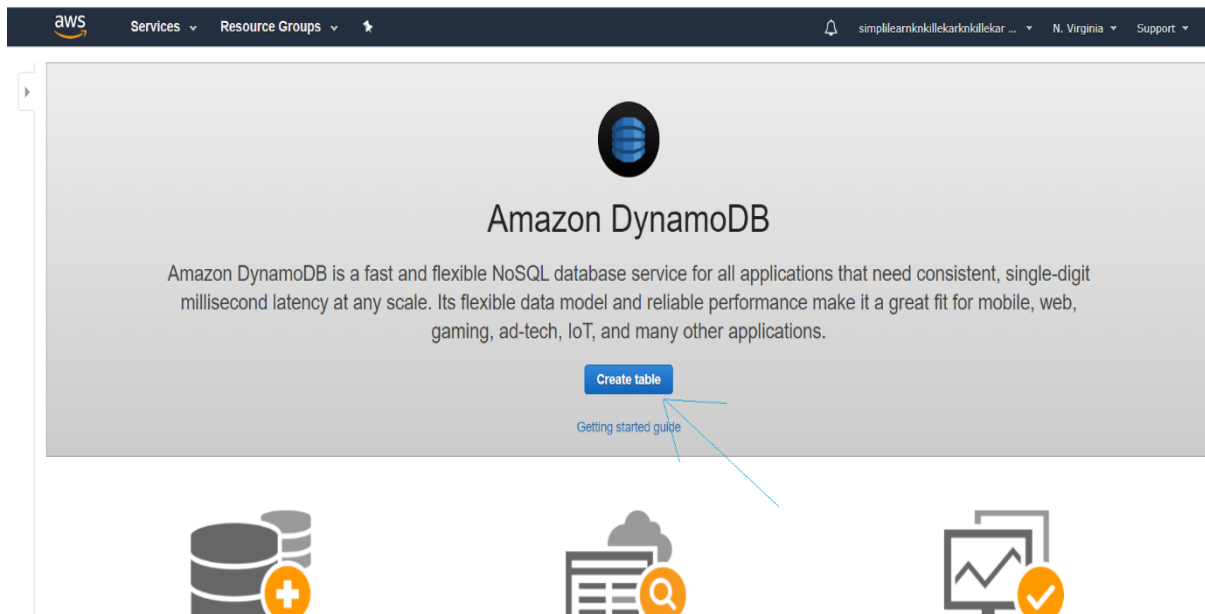 aws Services Resource Groups simplilearnknkillekarknkillekar ... N. Virginia Support
Amazon DynamoDB
Amazon DynamoDB is a fast and flexible NoSQL database service for all applications that need consistent, single-digit
millisecond latency at any scale. Its flexible data model and reliable performance make it a great fit for mobile, web,
gaming, ad-tech, IoT, and many other applications.
Create table
Getting started guide